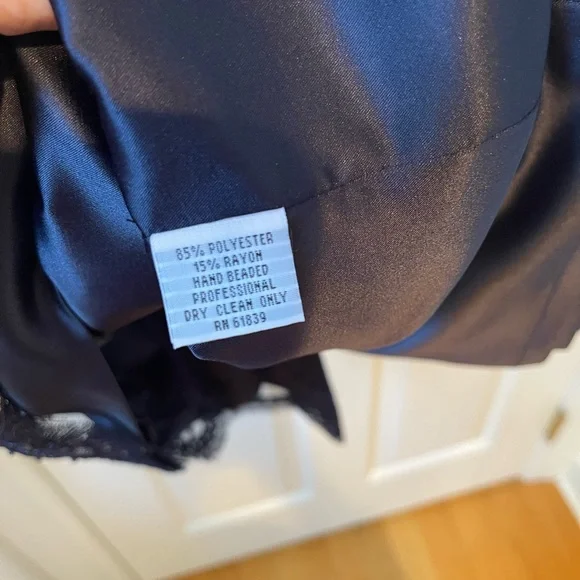 85% POLYESTER
15% RAYON
HAND BEADED
PROFESSIONAL
DRY CLEAN ONLY
RN 61839